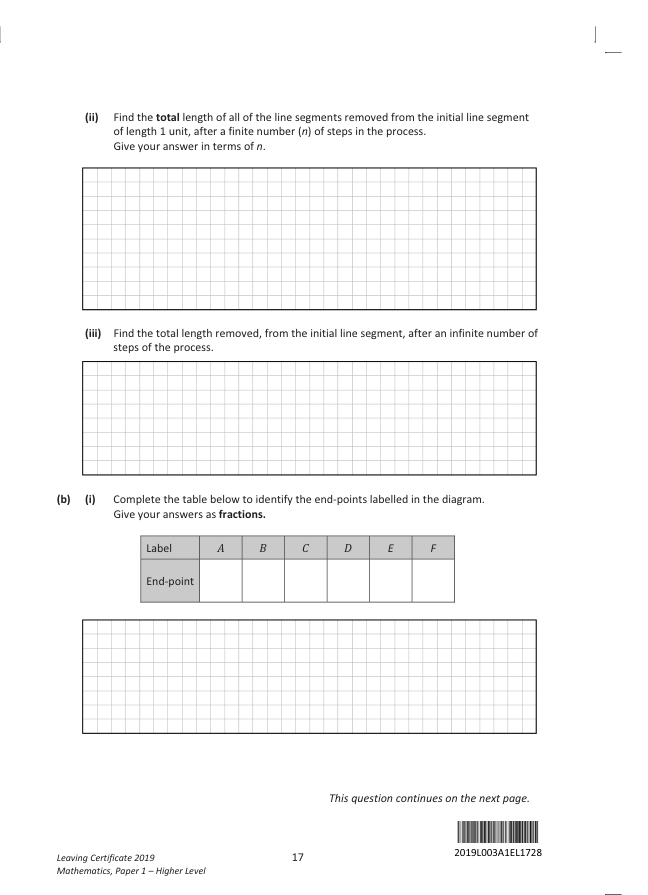 (ii) Find the total length of all of the line segments removed from the initial line segment
of length 1 unit, after a finite number (n) of steps in the process.
Give your answer in terms of n.
(iii) Find the total length removed, from the initial line segment, after an infinite number of
steps of the process.
(b) (i) Complete the table below to identify the end-points labelled in the diagram.
Give your answers as fractions.
Label A B C D E F
End-point
This question continues on the next page.
2019L003A1EL1728
Leaving Certificate 2019
17
Mathematics, Paper 1 – Higher Level